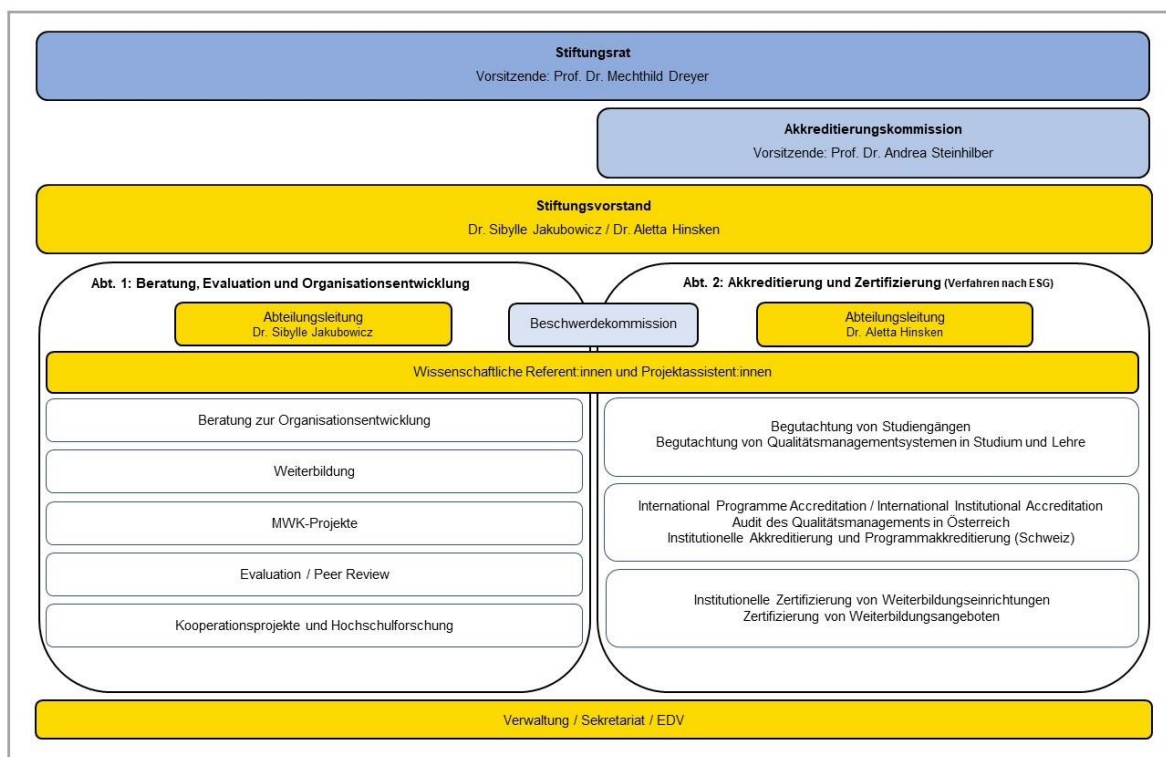 Stiftungsrat
Vorsitzende: Prof. Dr. Mechthild Dreyer
Akkreditierungskommission
Vorsitzende: Prof. Dr. Andrea Steinhilber
Stiftungsvorstand
Dr. Sibylle Jakubowicz / Dr. Aletta Hinsken
Abt. 1: Beratung, Evaluation und Organisationsentwicklung
Abteilungsleitung
Dr. Sibylle Jakubowicz
Beschwerdekommission
Abt. 2: Akkreditierung und Zertifizierung (Verfahren nach ESG)
Abteilungsleitung
Dr. Aletta Hinsken
Wissenschaftliche Referent:innen und Projektassistent:innen
Beratung zur Organisationsentwicklung
Weiterbildung
MWK-Projekte
Evaluation / Peer Review
Kooperationsprojekte und Hochschulforschung
Begutachtung von Studiengängen
Begutachtung von Qualitätsmanagementsystemen in Studium und Lehre
International Programme Accreditation / International Institutional Accreditation
Audit des Qualitätsmanagements in Österreich
Institutionelle Akkreditierung und Programmakkreditierung (Schweiz)
Institutionelle Zertifizierung von Weiterbildungseinrichtungen
Zertifizierung von Weiterbildungsangeboten
Verwaltung / Sekretariat / EDV